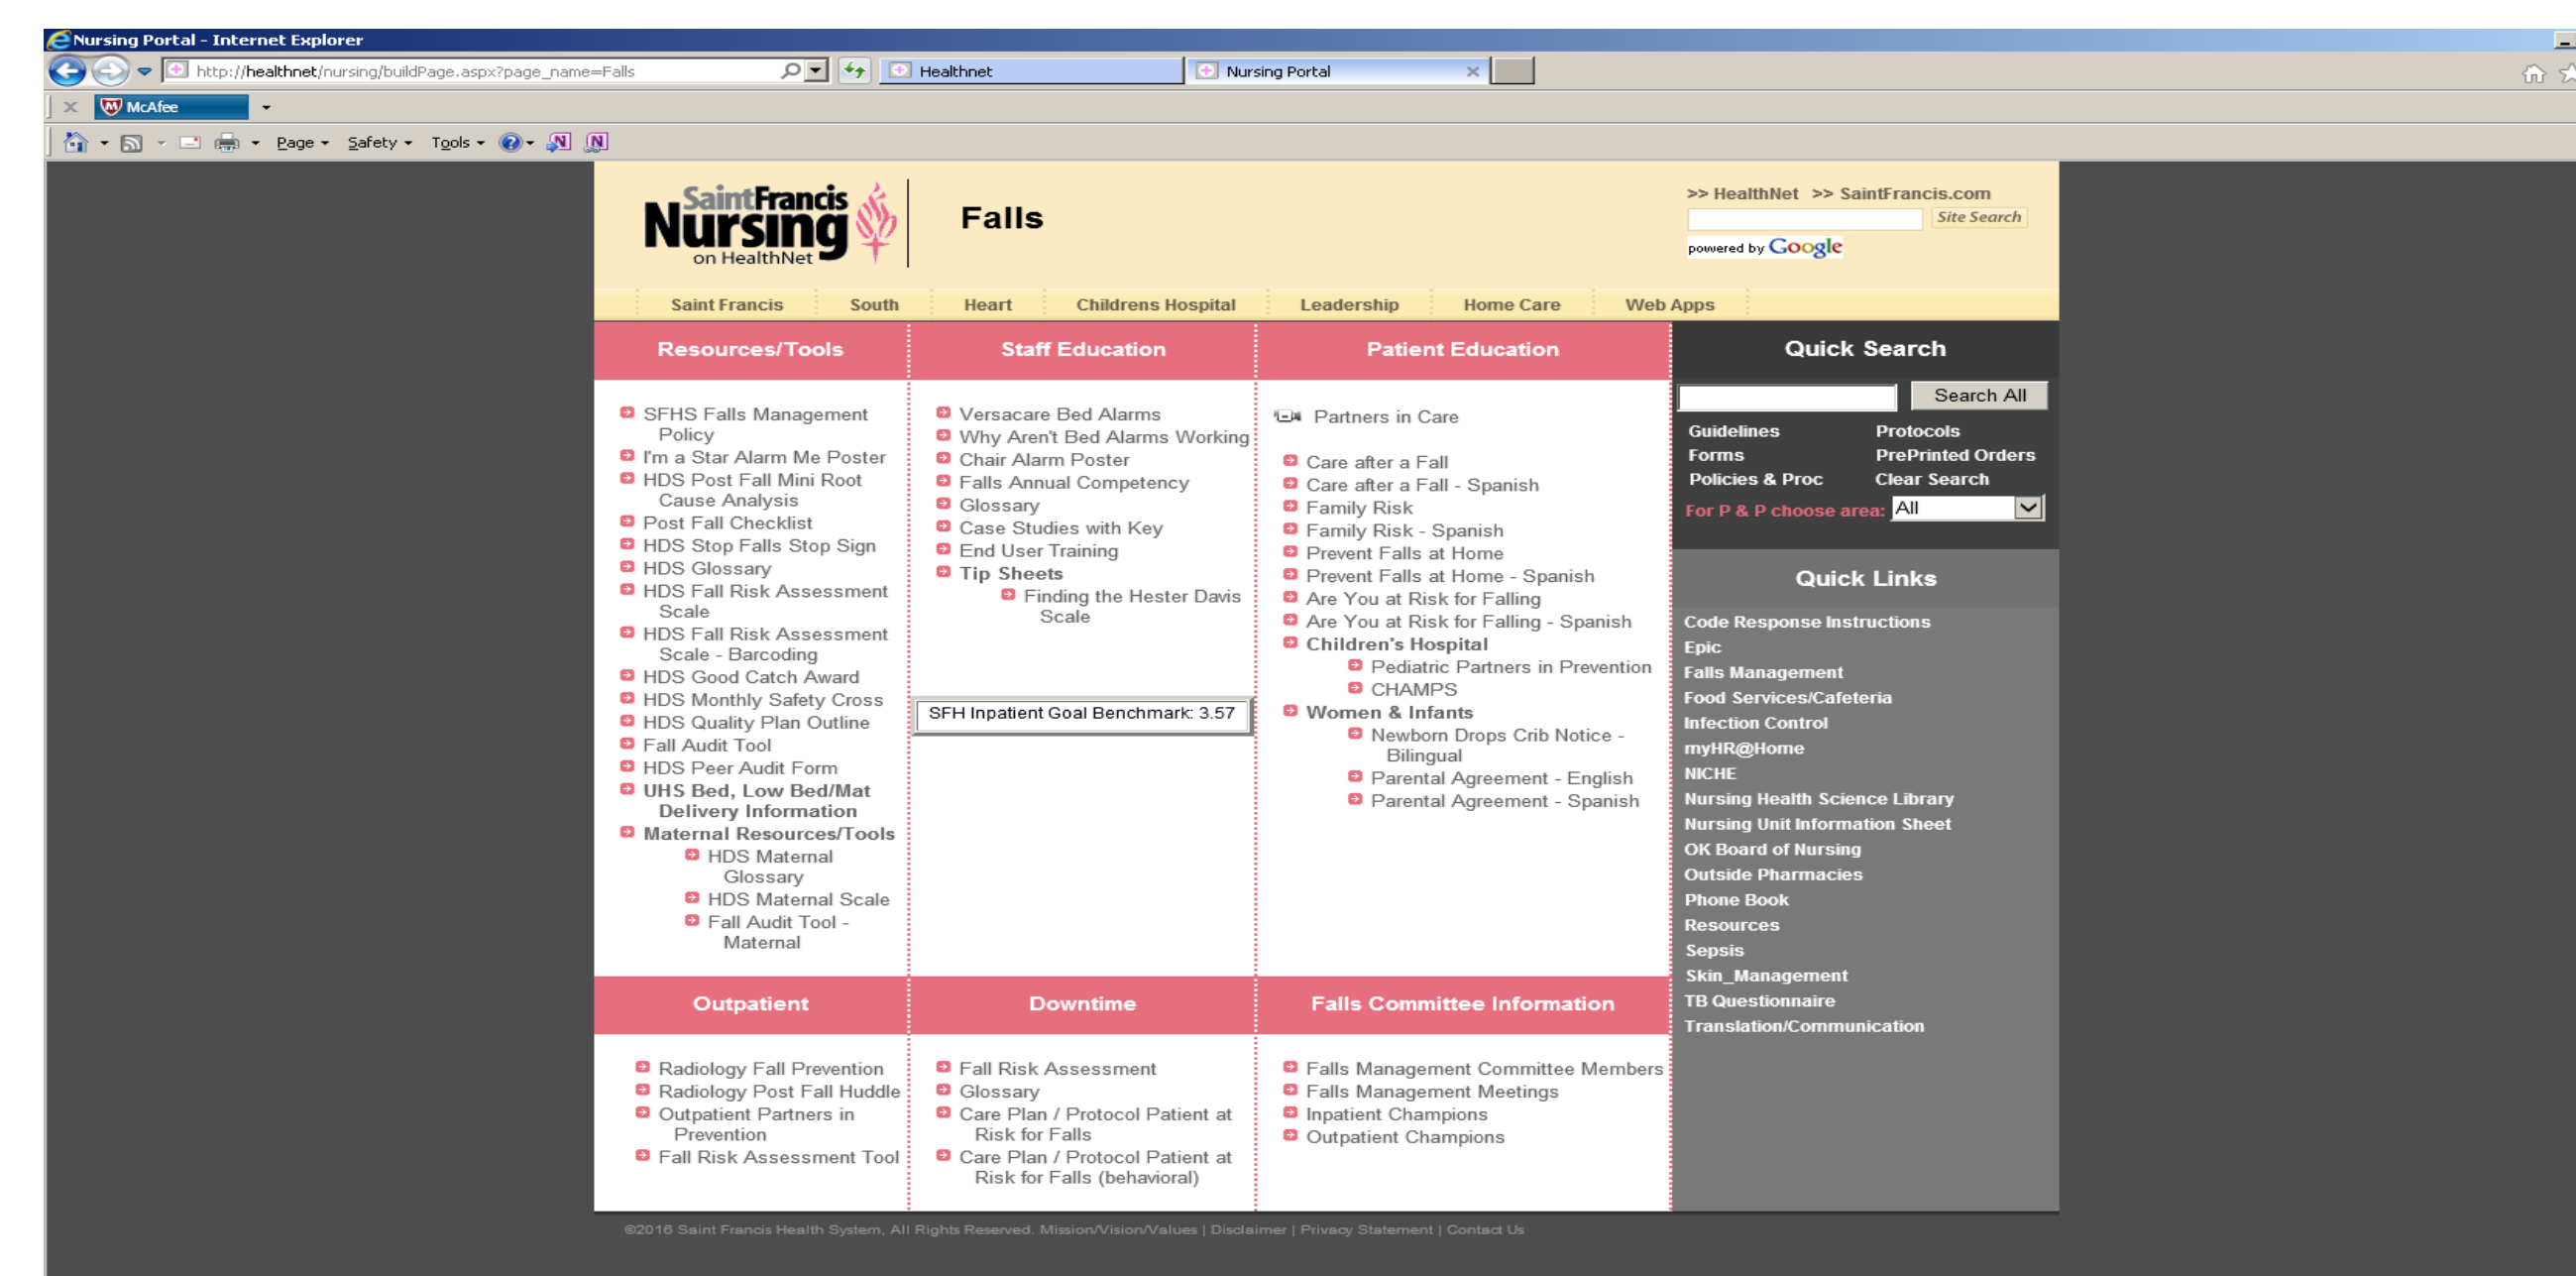 Nursing Portal - Internet Explorer
http://healthnet/nursing/buildPage.aspx?page_name=Falls
Healthnet
Nursing Portal
McAfee
Page
Safety
Tools
SaintFrancis
Nursing
on HealthNet
Falls
>> HealthNet >> SaintFrancis.com
Site Search
powered by Google
Saint Francis
South
Heart
Childrens Hospital
Leadership
Home Care
Web Apps
Resources/Tools
SFHS Falls Management
Policy
I'm a Star Alarm Me Poster
HDS Post Fall Mini Root
Cause Analysis
Post Fall Checklist
HDS Stop Falls Stop Sign
HDS Glossary
HDS Fall Risk Assessment
Scale
HDS Fall Risk Assessment
Scale - Barcoding
HDS Good Catch Award
HDS Monthly Safety Cross
HDS Quality Plan Outline
Fall Audit Tool
HDS Peer Audit Form
UHS Bed, Low Bed/Mat
Delivery Information
Maternal Resources/Tools
HDS Maternal
Glossary
HDS Maternal Scale
Fall Audit Tool -
Maternal
Staff Education
Versacare Bed Alarms
Why Aren't Bed Alarms Working
Chair Alarm Poster
Falls Annual Competency
Glossary
Case Studies with Key
End User Training
Tip Sheets
Finding the Hester Davis
Scale
SFH Inpatient Goal Benchmark: 3.57
Patient Education
Partners in Care
Care after a Fall
Care after a Fall - Spanish
Family Risk
Family Risk - Spanish
Prevent Falls at Home
Prevent Falls at Home - Spanish
Are You at Risk for Falling
Are You at Risk for Falling - Spanish
Children's Hospital
Pediatric Partners in Prevention
CHAMPS
Women & Infants
Newborn Drops Crib Notice -
Bilingual
Parental Agreement - English
Parental Agreement - Spanish
Quick Search
Search All
Guidelines
Protocols
Forms
PrePrinted Orders
Policies & Proc
Clear Search
For P & P choose area:
All
Quick Links
Code Response Instructions
Epic
Falls Management
Food Services/Cafeteria
Infection Control
myHR@Home
NICHE
Nursing Health Science Library
Nursing Unit Information Sheet
OK Board of Nursing
Outside Pharmacies
Phone Book
Resources
Sepsis
Skin_Management
TB Questionnaire
Translation/Communication
Outpatient
Radiology Fall Prevention
Radiology Post Fall Huddle
Outpatient Partners in
Prevention
Fall Risk Assessment Tool
Downtime
Fall Risk Assessment
Glossary
Care Plan / Protocol Patient at
Risk for Falls
Care Plan / Protocol Patient at
Risk for Falls (behavioral)
Falls Committee Information
Falls Management Committee Members
Falls Management Meetings
Inpatient Champions
Outpatient Champions
©2016 Saint Francis Health System, All Rights Reserved. Mission/Vision/Values | Disclaimer | Privacy Statement | Contact Us